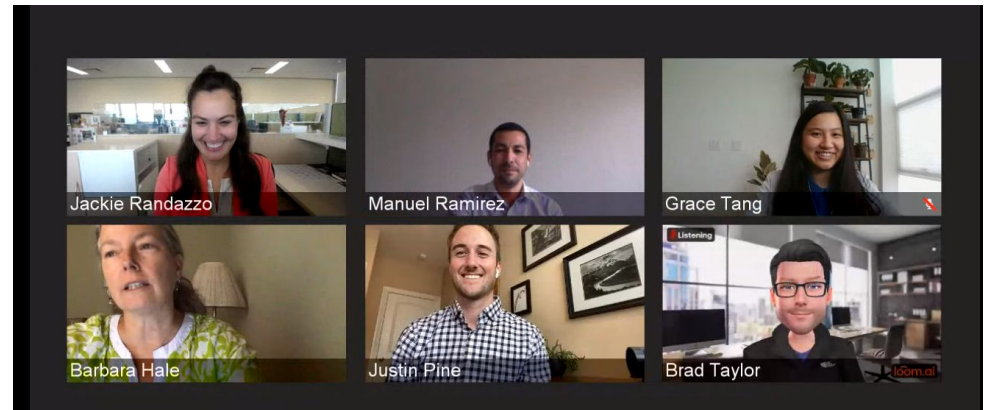 Jackie Randazzo
Manuel Ramirez
Grace Tang
Listening
Barbara Hale
Justin Pine
Brad Taylor
loom.ai